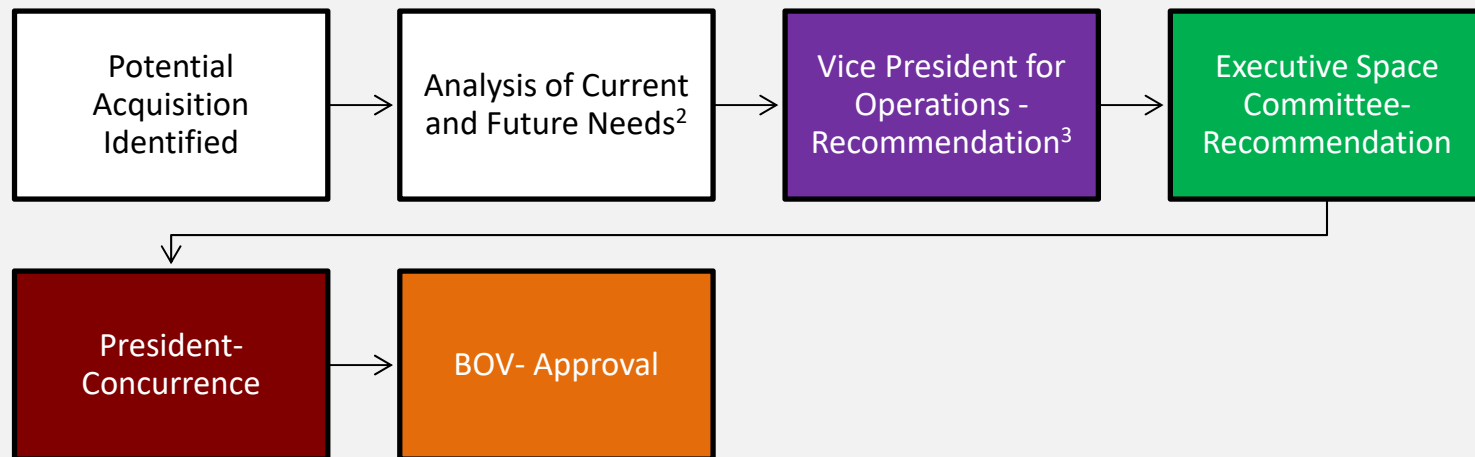 Potential
Acquisition
Identified
Analysis of Current
and Future Needs²
Vice President for
Operations -
Recommendation³
Executive Space
Committee-
Recommendation
President-
Concurrence
BOV- Approval